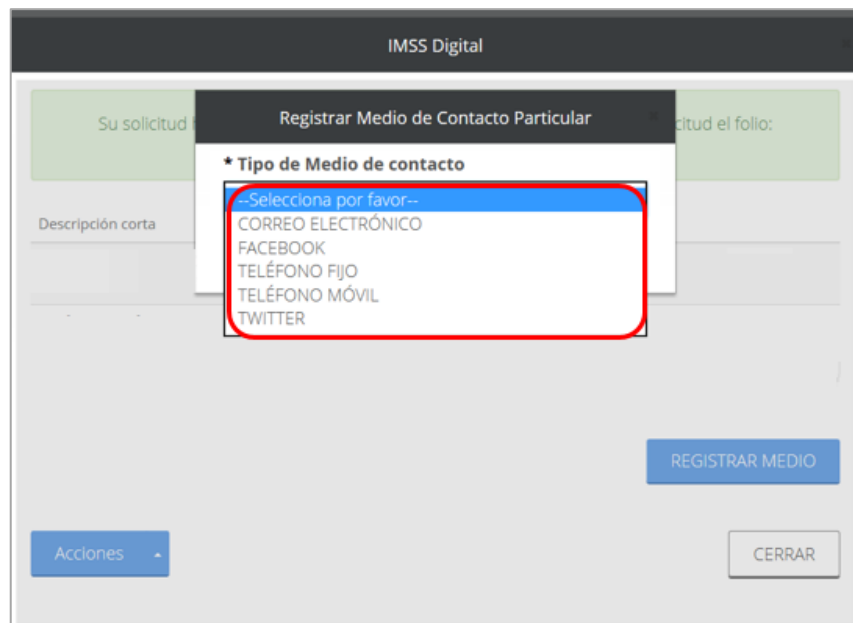 IMSS Digital
Registrar Medio de Contacto Particular
Su solicitud
citud el folio:
* Tipo de Medio de contacto
--Selecciona por favor--
CORREO ELECTRÓNICO
FACEBOOK
TELÉFONO FIJO
TELÉFONO MÓVIL
TWITTER
Descripción corta
REGISTRAR MEDIO
Acciones
CERRAR